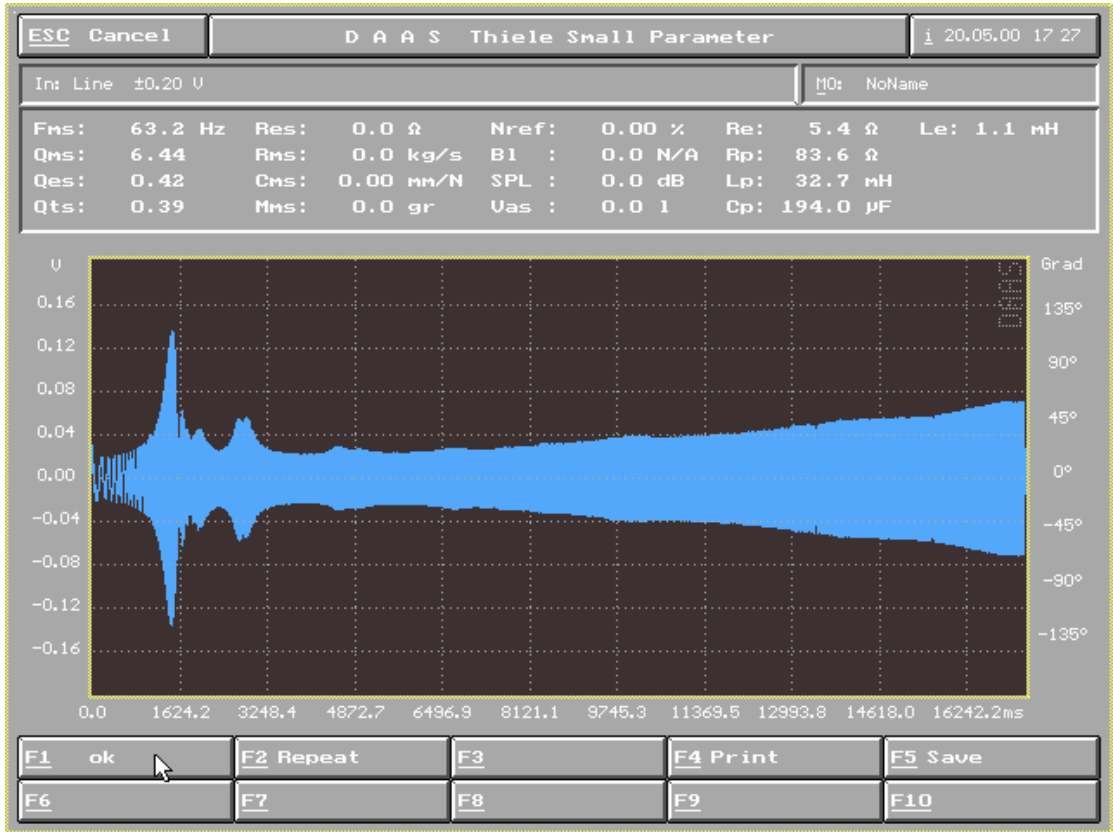 ESC Cancel D A A S Thiele Small Parameter i 20.05.00 17 27
In: Line ±0.20 V MO: NoName
Fms: 63.2 Hz Res: 0.0 Ω Nref: 0.00 % Re: 5.4 Ω Le: 1.1 mH
Qms: 6.44 Rms: 0.0 kg/s Bl : 0.0 N/A Rp: 83.6 Ω
Qes: 0.42 Cms: 0.00 mm/N SPL : 0.0 dB Lp: 32.7 mH
Qts: 0.39 Mms: 0.0 gr Vas : 0.0 l Cp: 194.0 µF
V Grad
DAAS
0.16 135°
0.12 90°
0.08 45°
0.04 0°
0.00 -45°
-0.04 -90°
-0.08 -135°
-0.12
-0.16
0.0 1624.2 3248.4 4872.7 6496.9 8121.1 9745.3 11369.5 12993.8 14618.0 16242.2ms
F1 ok F2 Repeat F3 F4 Print F5 Save
F6 F7 F8 F9 F10